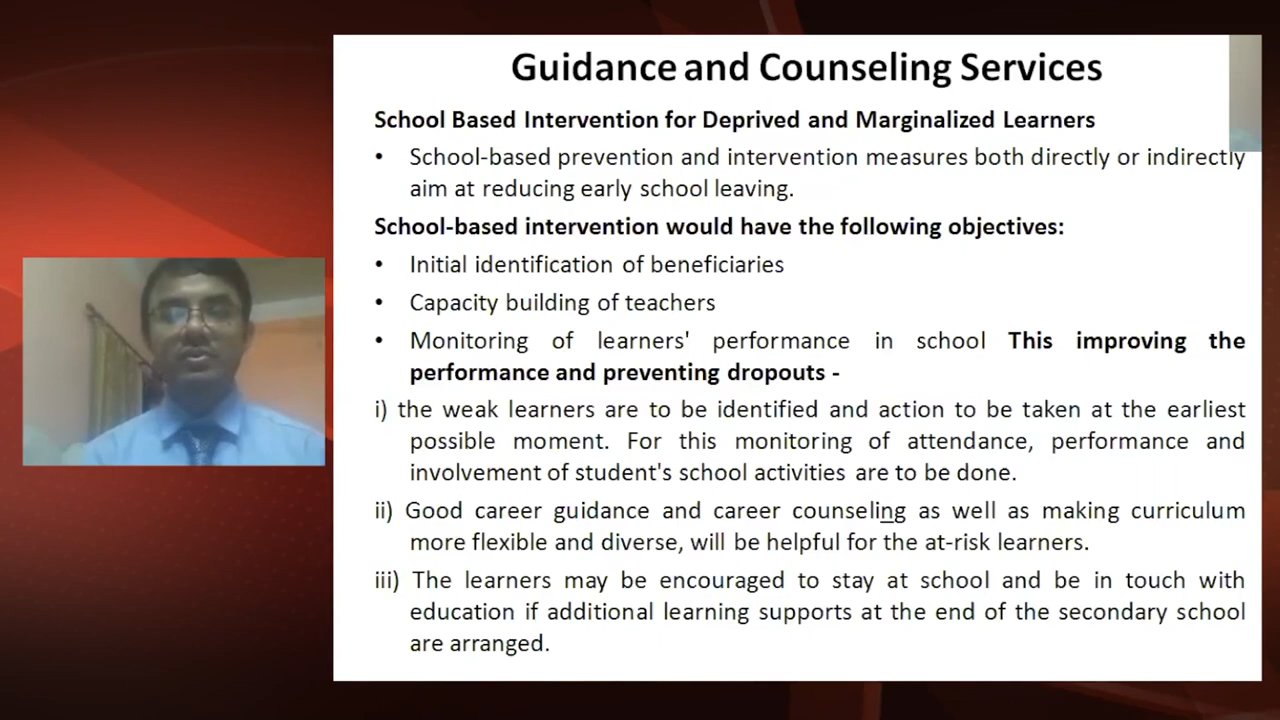 Guidance and Counseling Services
School Based Intervention for Deprived and Marginalized Learners
• School-based prevention and intervention measures both directly or indirectly
aim at reducing early school leaving.
School-based intervention would have the following objectives:
• Initial identification of beneficiaries
• Capacity building of teachers
• Monitoring of learners' performance in school This improving the
performance and preventing dropouts -
i) the weak learners are to be identified and action to be taken at the earliest
possible moment. For this monitoring of attendance, performance and
involvement of student's school activities are to be done.
ii) Good career guidance and career counseling as well as making curriculum
more flexible and diverse, will be helpful for the at-risk learners.
iii) The learners may be encouraged to stay at school and be in touch with
education if additional learning supports at the end of the secondary school
are arranged.